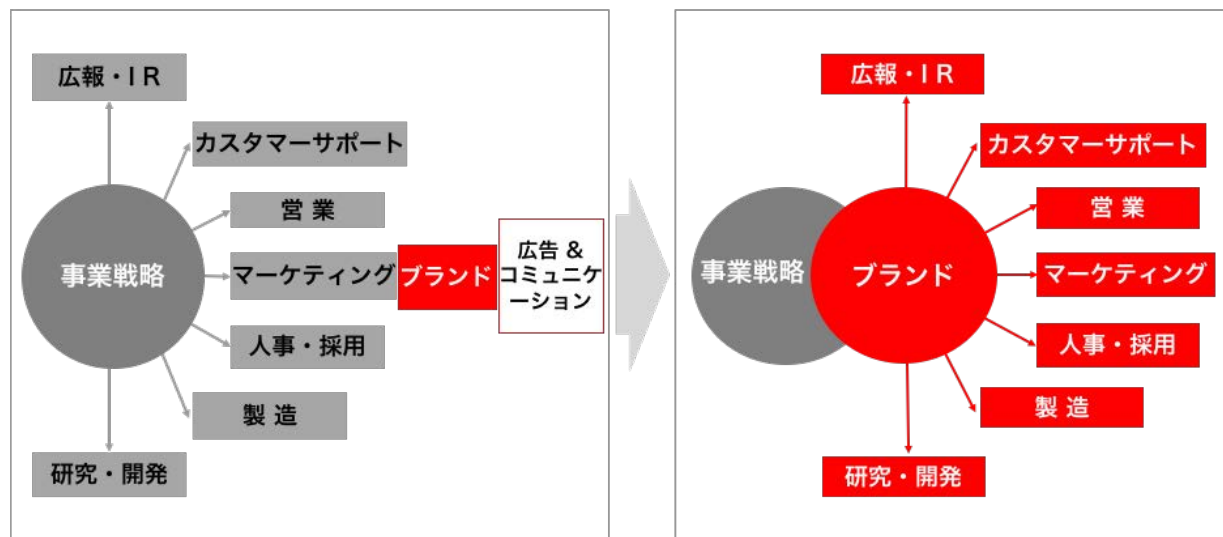 広報・IR
カスタマーサポート
営業
事業戦略
マーケティング
ブランド
広告 &
コミュニケ
ーション
人事・採用
製造
研究・開発
広報・IR
カスタマーサポート
営業
事業戦略
ブランド
マーケティング
人事・採用
製造
研究・開発